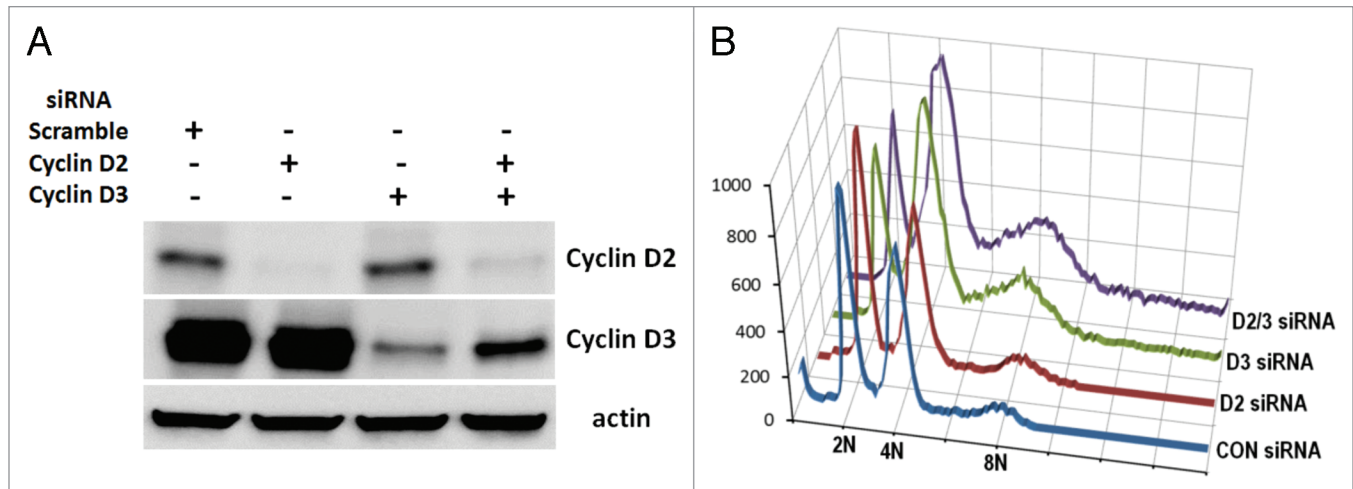 A
siRNA
Scramble + - - -
Cyclin D2 - + - +
Cyclin D3 - - + +
Cyclin D2
Cyclin D3
actin
B
1000
800
600
400
200
0
2N
4N
8N
D2/3 siRNA
D3 siRNA
D2 siRNA
CON siRNA